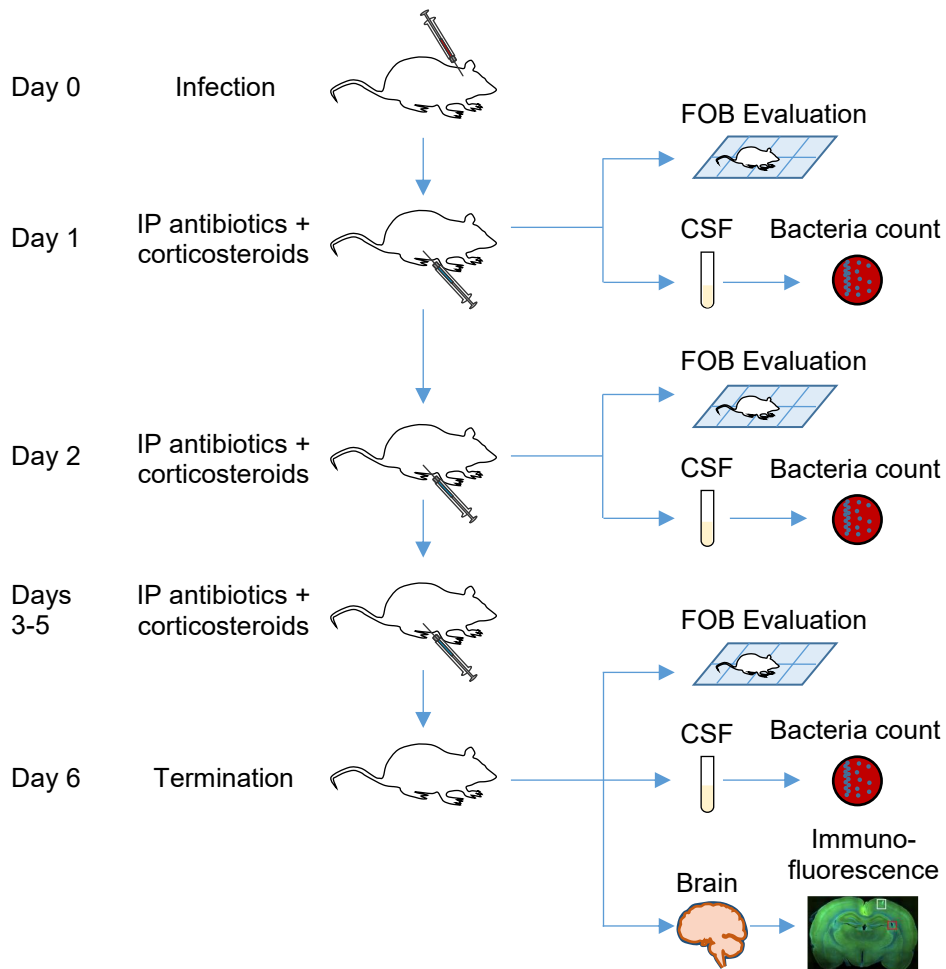 Day 0
Infection
FOB Evaluation
Day 1
IP antibiotics +
corticosteroids
CSF
Bacteria count
FOB Evaluation
Day 2
IP antibiotics +
corticosteroids
CSF
Bacteria count
Days
3-5
IP antibiotics +
corticosteroids
FOB Evaluation
CSF
Bacteria count
Day 6
Termination
Immuno-
fluorescence
Brain